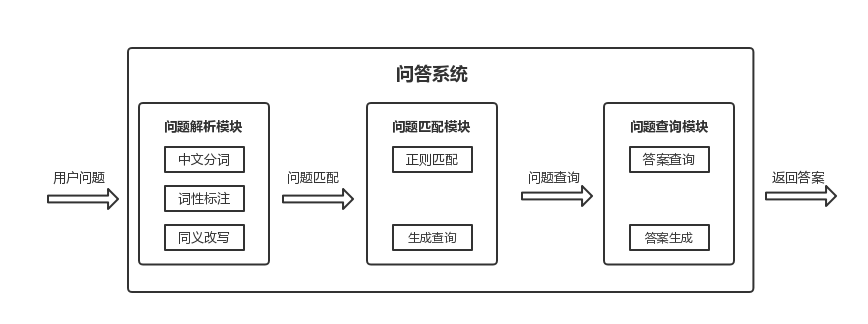 问答系统
用户问题
问题解析模块
中文分词
词性标注
同义改写
问题匹配
问题匹配模块
正则匹配
生成查询
问题查询
问题查询模块
答案查询
答案生成
返回答案